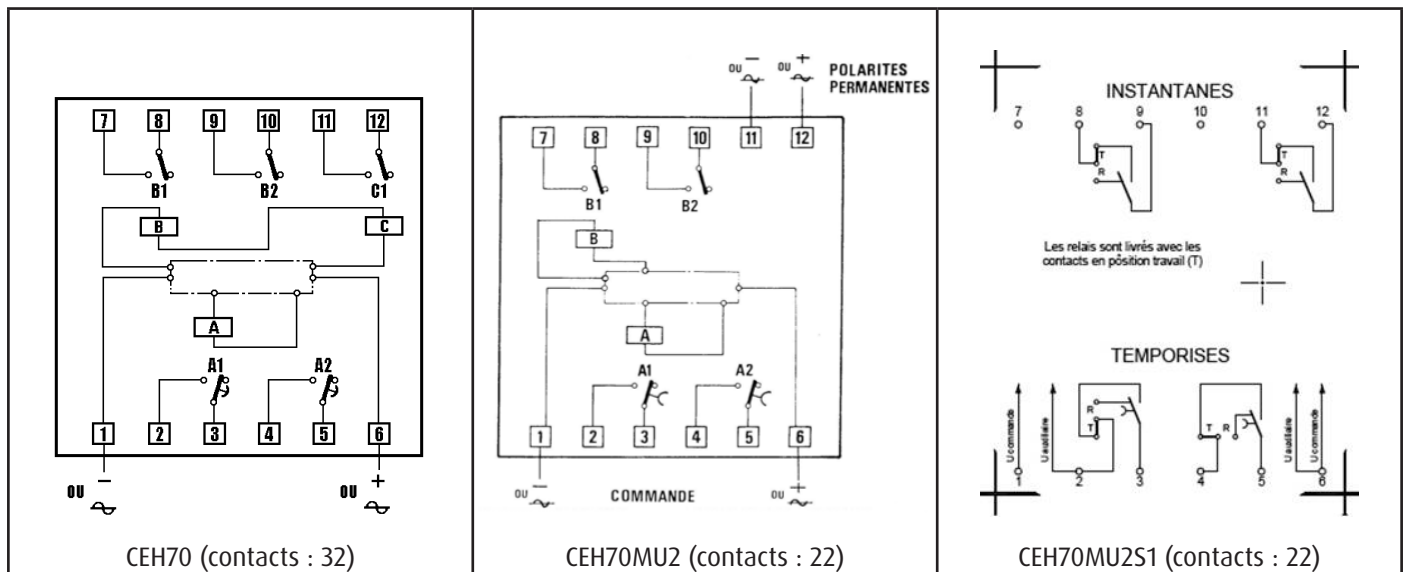 7 8 9 10 11 12
B1 B2 C1
B C
A
A1 A2
1 2 3 4 5 6
OU − OU +
CEH70 (contacts : 32)
OU − OU + POLARITES
PERMANENTES
7 8 9 10 11 12
B1 B2
B
A
A1 A2
1 2 3 4 5 6
OU − COMMANDE OU +
CEH70MU2 (contacts : 22)
INSTANTANES
7 8 9 10 11 12
T T
R R
Les relais sont livrés avec les
contacts en pôsition travail (T)
TEMPORISES
R
T T R
U commande U auxiliaire U auxiliaire U commande
1 2 3 4 5 6
CEH70MU2S1 (contacts : 22)